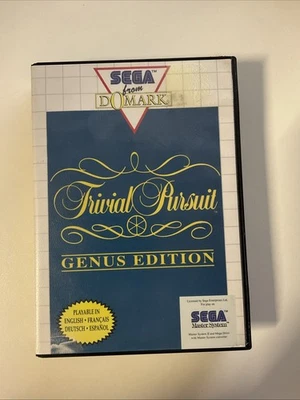 SEGA
from
DOMARK
Trivial Pursuit
GENUS EDITION
PLAYABLE IN
ENGLISH • FRANÇAIS
DEUTSCH • ESPAÑOL
SEGA
Master System